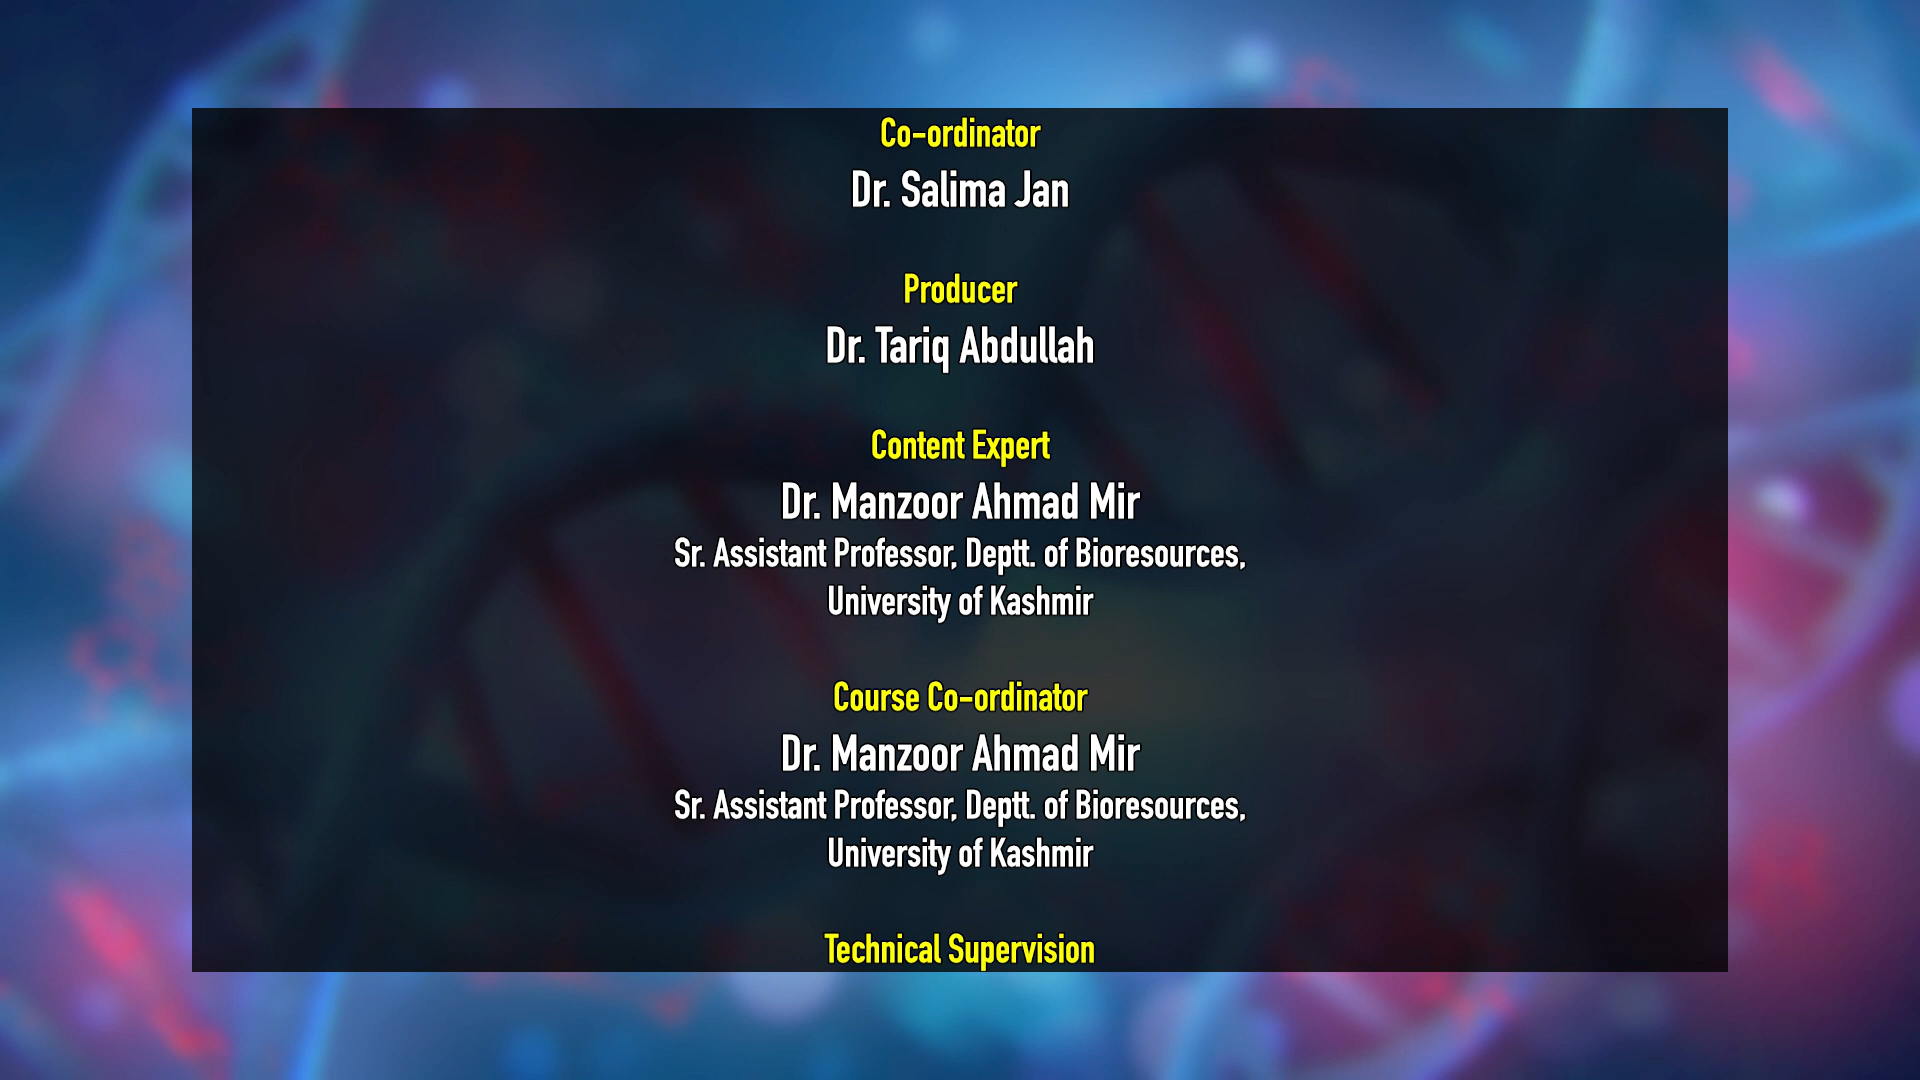 Co-ordinator
Dr. Salima Jan
Producer
Dr. Tariq Abdullah
Content Expert
Dr. Manzoor Ahmad Mir
Sr. Assistant Professor, Deptt. of Bioresources,
University of Kashmir
Course Co-ordinator
Dr. Manzoor Ahmad Mir
Sr. Assistant Professor, Deptt. of Bioresources,
University of Kashmir
Technical Supervision